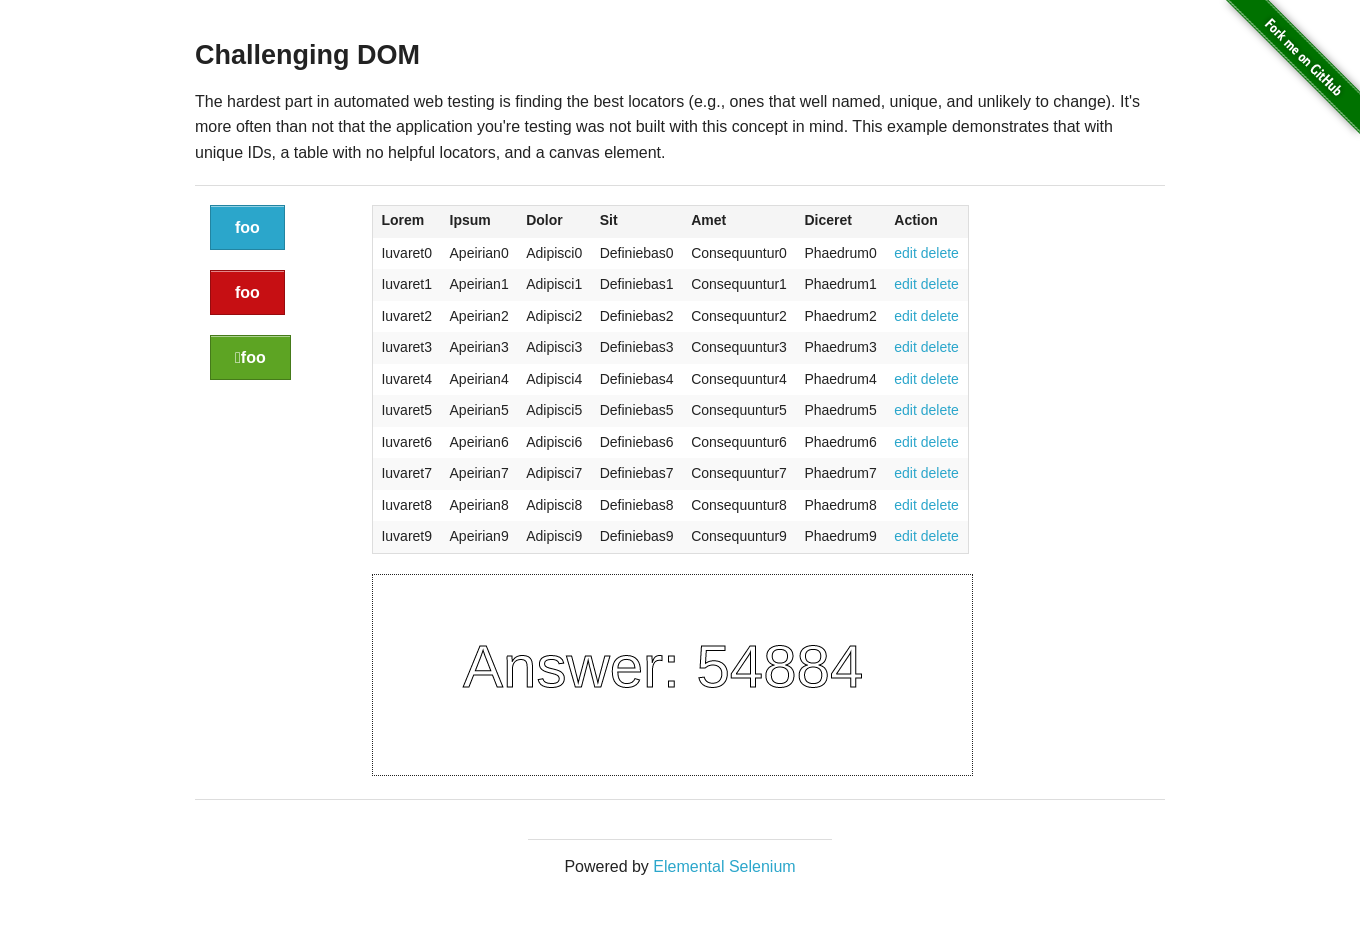 Fork me on GitHub
Challenging DOM
The hardest part in automated web testing is finding the best locators (e.g., ones that well named, unique, and unlikely to change). It's
more often than not that the application you're testing was not built with this concept in mind. This example demonstrates that with
unique IDs, a table with no helpful locators, and a canvas element.
foo
foo
foo
Lorem Ipsum Dolor Sit Amet Diceret Action
Iuvaret0 Apeirian0 Adipisci0 Definiebas0 Consequuntur0 Phaedrum0 edit delete
Iuvaret1 Apeirian1 Adipisci1 Definiebas1 Consequuntur1 Phaedrum1 edit delete
Iuvaret2 Apeirian2 Adipisci2 Definiebas2 Consequuntur2 Phaedrum2 edit delete
Iuvaret3 Apeirian3 Adipisci3 Definiebas3 Consequuntur3 Phaedrum3 edit delete
Iuvaret4 Apeirian4 Adipisci4 Definiebas4 Consequuntur4 Phaedrum4 edit delete
Iuvaret5 Apeirian5 Adipisci5 Definiebas5 Consequuntur5 Phaedrum5 edit delete
Iuvaret6 Apeirian6 Adipisci6 Definiebas6 Consequuntur6 Phaedrum6 edit delete
Iuvaret7 Apeirian7 Adipisci7 Definiebas7 Consequuntur7 Phaedrum7 edit delete
Iuvaret8 Apeirian8 Adipisci8 Definiebas8 Consequuntur8 Phaedrum8 edit delete
Iuvaret9 Apeirian9 Adipisci9 Definiebas9 Consequuntur9 Phaedrum9 edit delete
Answer: 54884
Powered by Elemental Selenium